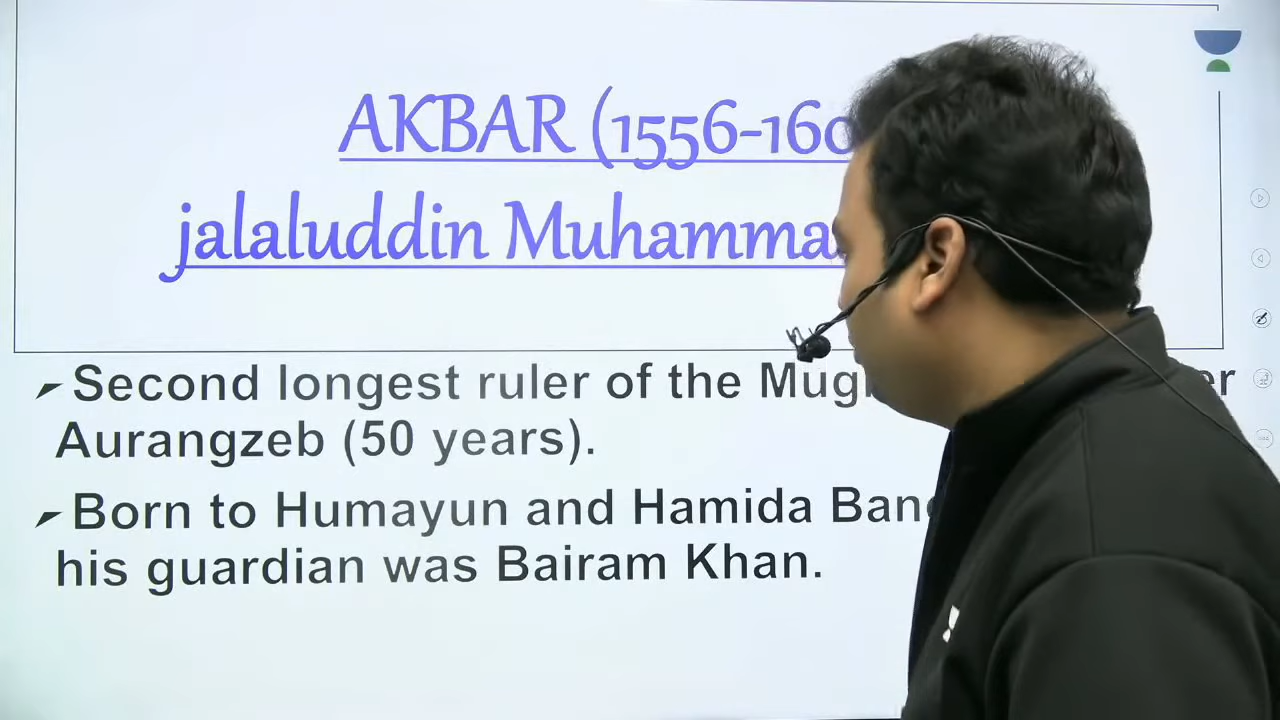 AKBAR (1556-160
jalaluddin Muhamma
Second longest ruler of the Mug
Aurangzeb (50 years).
Born to Humayun and Hamida Ban
his guardian was Bairam Khan.